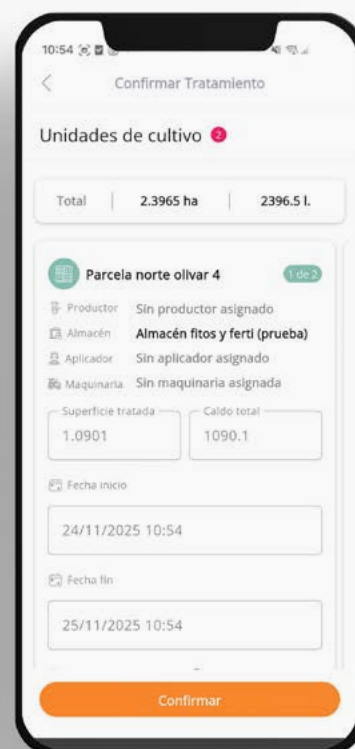 10:54
Confirmar Tratamiento
Unidades de cultivo 2
Total 2.3965 ha 2396.5 l.
Parcela norte olivar 4 1 de 2
Productor Sin productor asignado
Almacén Almacén fitos y ferti (prueba)
Aplicador Sin aplicador asignado
Maquinaria Sin maquinaria asignada
Superficie tratada Caldo total
1.0901 1090.1
Fecha inicio
24/11/2025 10:54
Fecha fin
25/11/2025 10:54
Confirmar